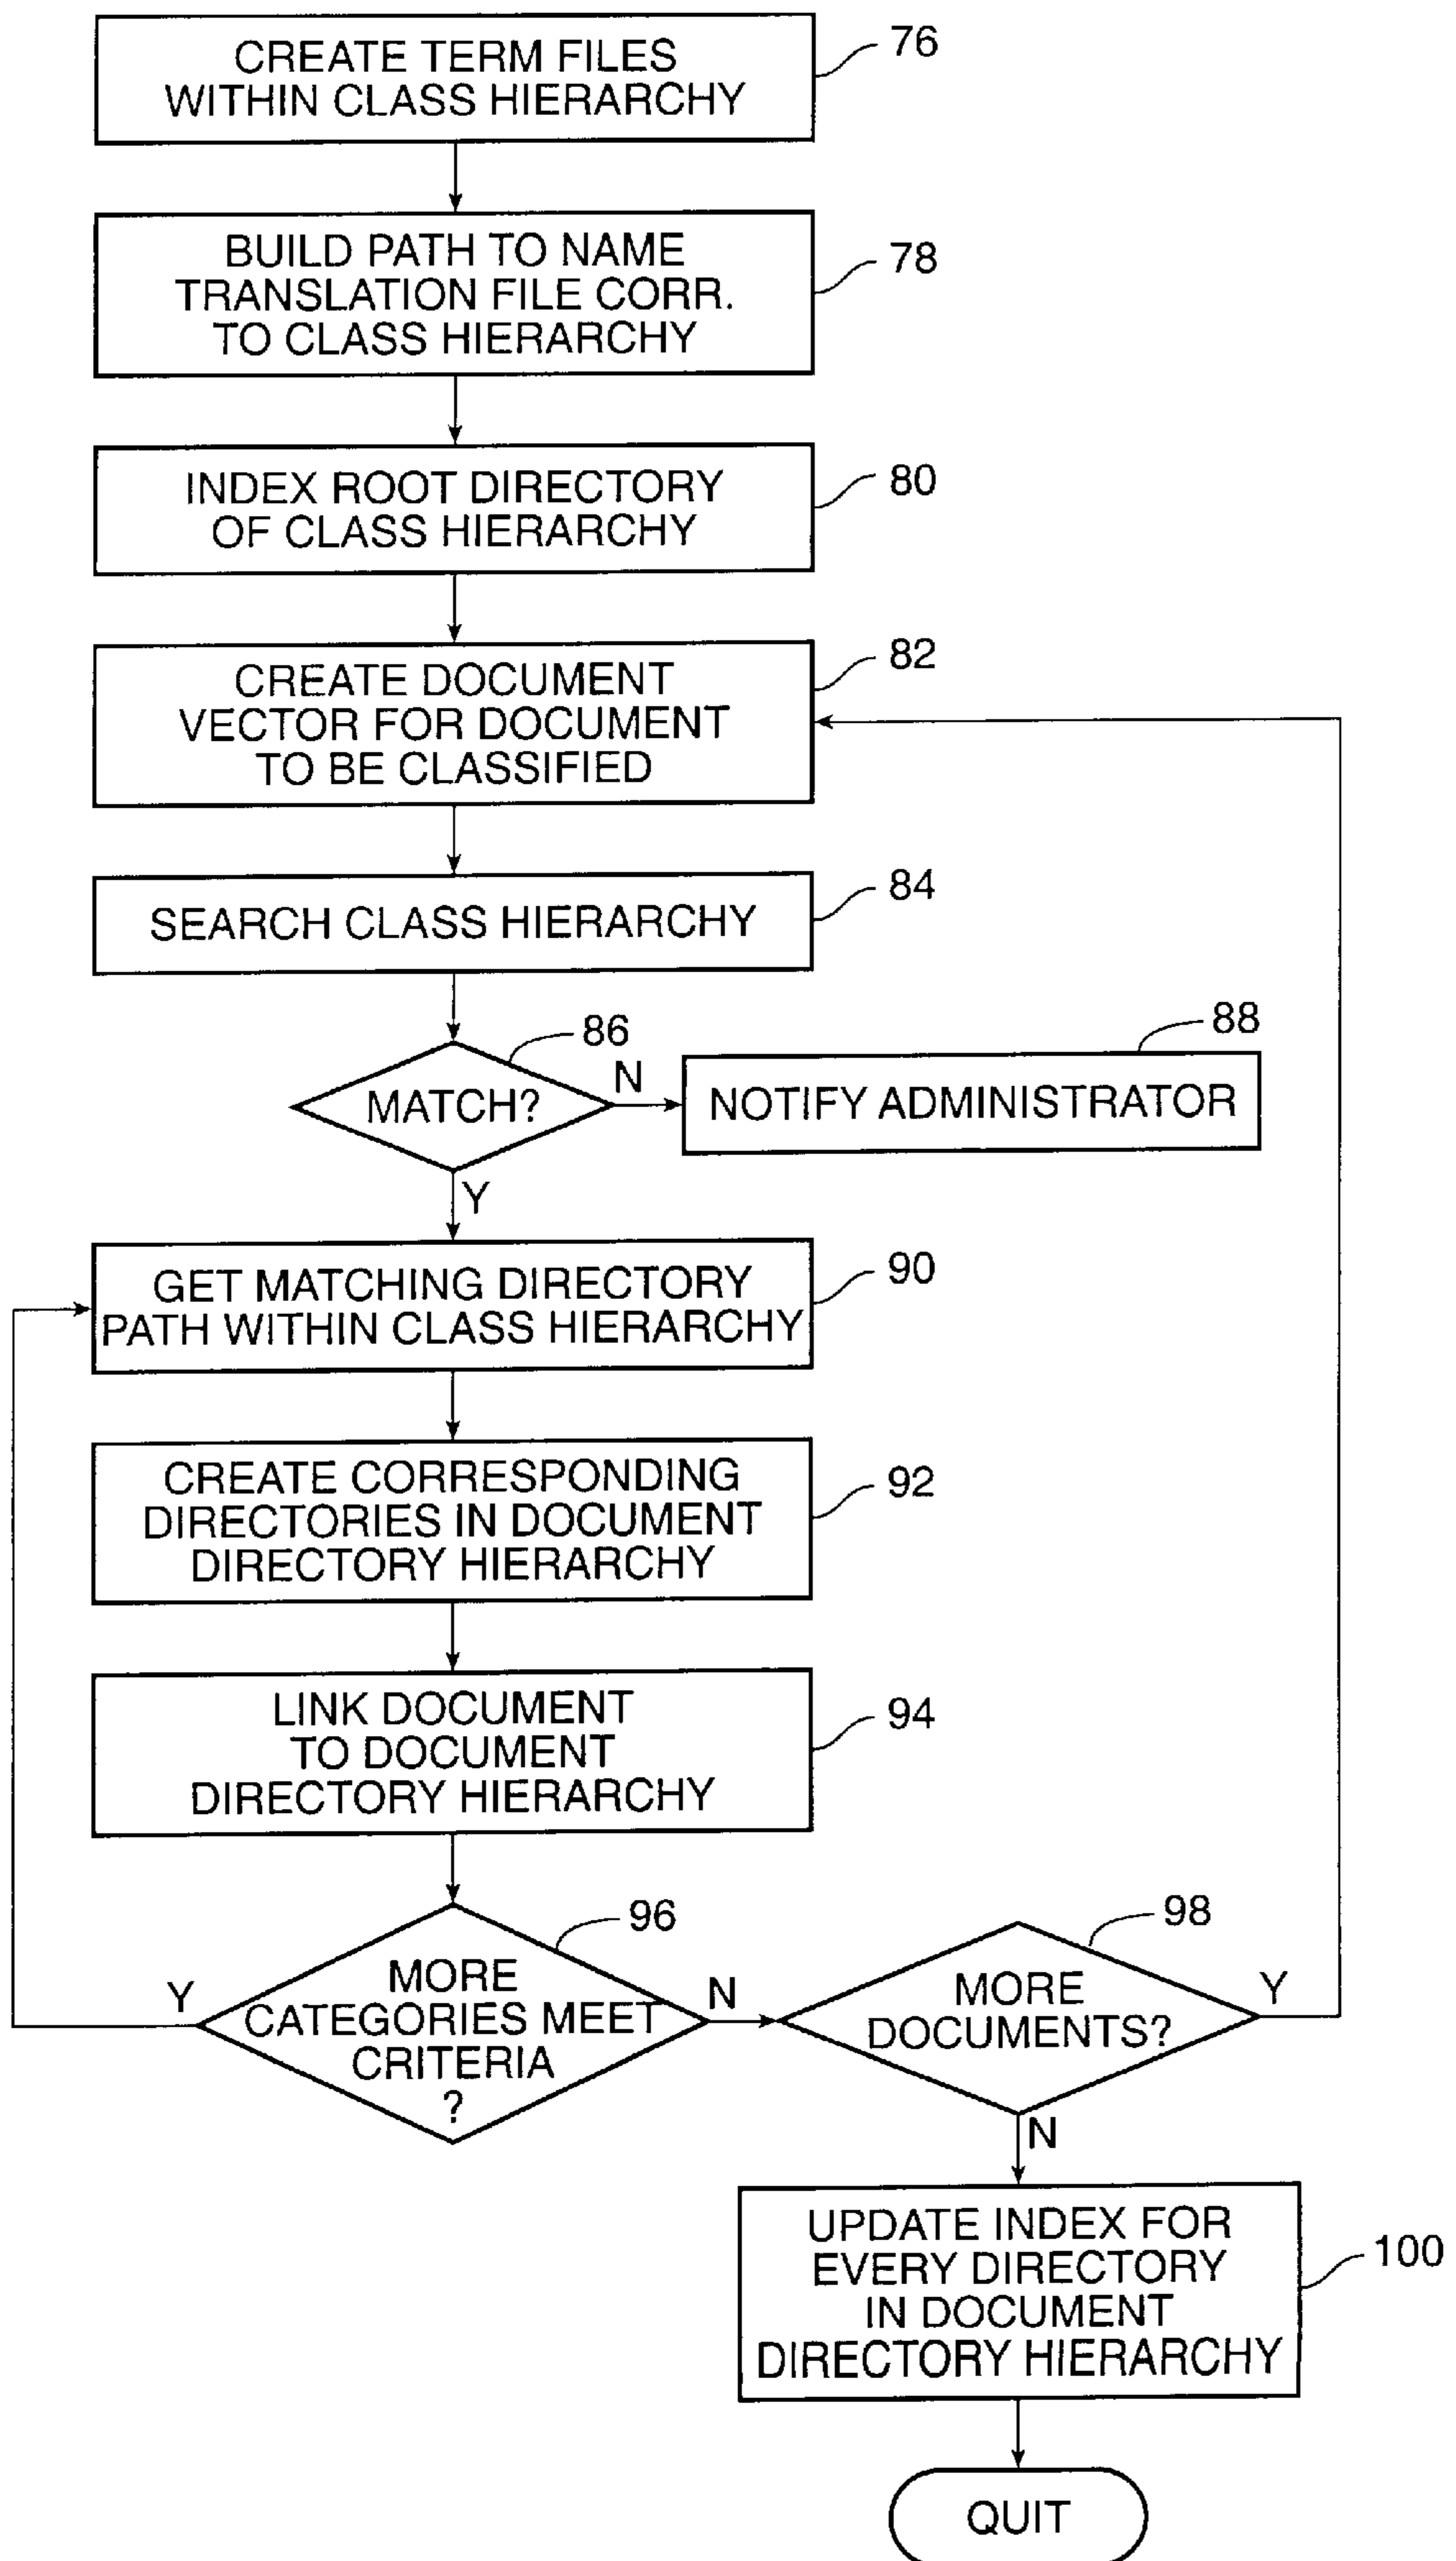 CREATE TERM FILES
WITHIN CLASS HIERARCHY
76
BUILD PATH TO NAME
TRANSLATION FILE CORR.
TO CLASS HIERARCHY
78
INDEX ROOT DIRECTORY
OF CLASS HIERARCHY
80
CREATE DOCUMENT
VECTOR FOR DOCUMENT
TO BE CLASSIFIED
82
SEARCH CLASS HIERARCHY
84
86
MATCH?
N
88
NOTIFY ADMINISTRATOR
Y
GET MATCHING DIRECTORY
PATH WITHIN CLASS HIERARCHY
90
CREATE CORRESPONDING
DIRECTORIES IN DOCUMENT
DIRECTORY HIERARCHY
92
LINK DOCUMENT
TO DOCUMENT
DIRECTORY HIERARCHY
94
96
Y
MORE
CATEGORIES MEET
CRITERIA
?
N
98
MORE
DOCUMENTS?
Y
N
UPDATE INDEX FOR
EVERY DIRECTORY
IN DOCUMENT
DIRECTORY HIERARCHY
100
QUIT